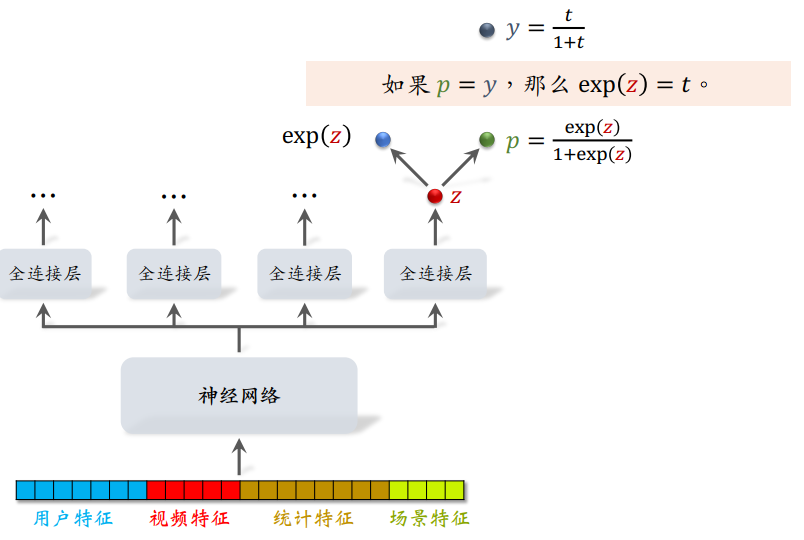 y = t/(1+t)
如果 p = y，那么 exp(z) = t。
exp(z)
p = exp(z)/(1+exp(z))
... ... ... z
全连接层 全连接层 全连接层 全连接层
神经网络
用户特征 视频特征 统计特征 场景特征